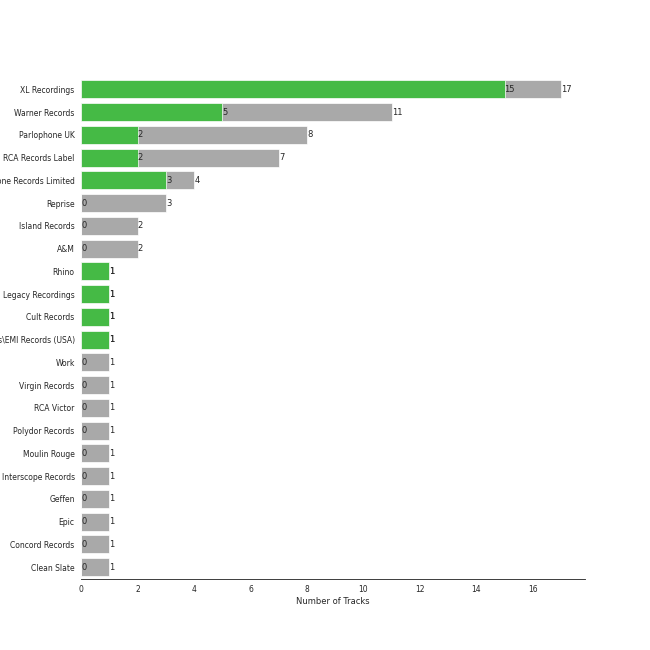 XL Recordings 15 17
Warner Records 5 11
Parlophone UK 2 8
RCA Records Label 2 7
one Records Limited 3 4
Reprise 0 3
Island Records 0 2
A&M 0 2
Rhino 1
Legacy Recordings 1
Cult Records 1
s\EMI Records (USA) 1
Work 0 1
Virgin Records 0 1
RCA Victor 0 1
Polydor Records 0 1
Moulin Rouge 0 1
Interscope Records 0 1
Geffen 0 1
Epic 0 1
Concord Records 0 1
Clean Slate 0 1
0 2 4 6 8 10 12 14 16
Number of Tracks